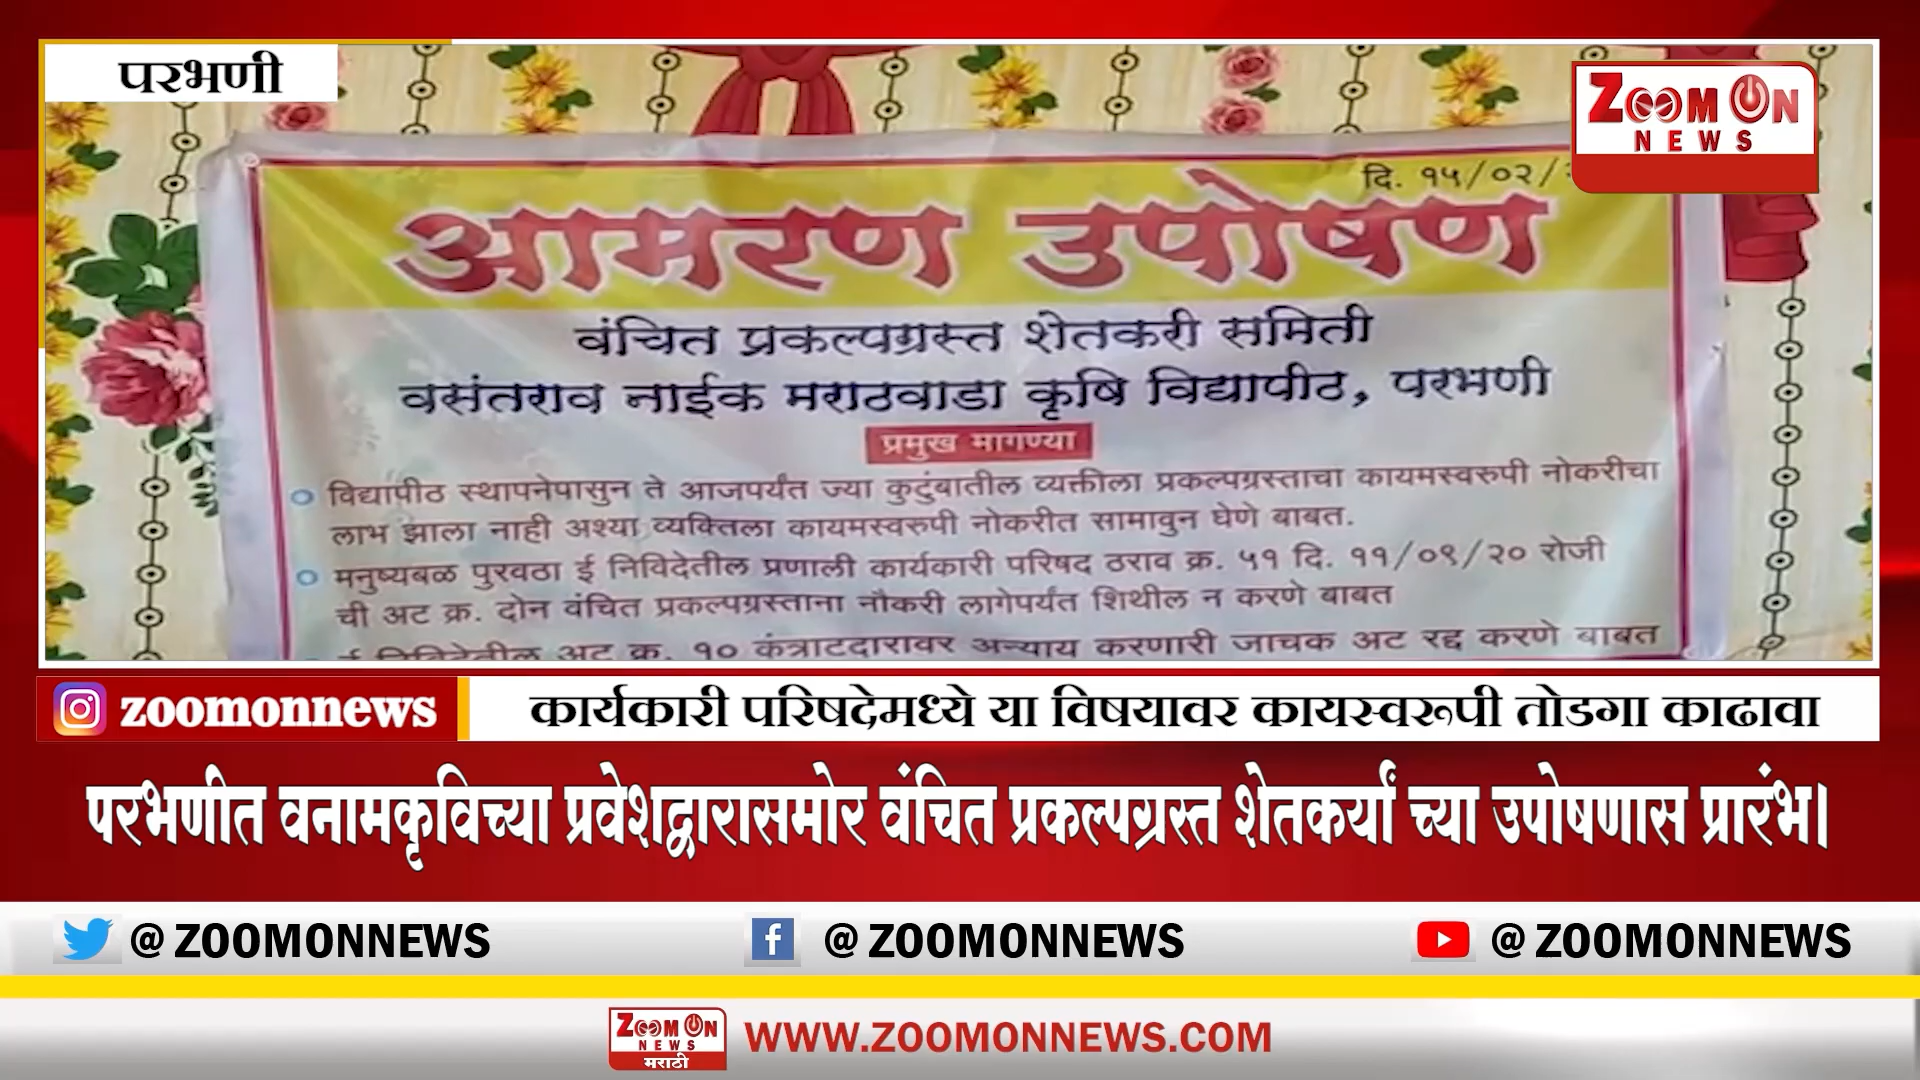 परभणी
ZOOM ON
NEWS
दि. १५/०२/
आमरण उपोषण
वंचित प्रकल्पग्रस्त शेतकरी समिती
वसंतराव नाईक मराठवाडा कृषि विद्यापीठ, परभणी
प्रमुख मागण्या
विद्यापीठ स्थापनेपासुन ते आजपर्यंत ज्या कुटुंबातील व्यक्तीला प्रकल्पग्रस्ताचा कायमस्वरुपी नोकरीचा
लाभ झाला नाही अश्या व्यक्तिला कायमस्वरुपी नोकरीत सामावुन घेणे बाबत.
मनुष्यबळ पुरवठा ई निविदेतील प्रणाली कार्यकारी परिषद ठराव क्र. ५१ दि. ११/०९/२० रोजी
ची अट क्र. दोन वंचित प्रकल्पग्रस्ताना नौकरी लागेपर्यंत शिथील न करणे बाबत
ई निविदेतील अट क्र. १० कंत्राटदारावर अन्याय करणारी जाचक अट रद्द करणे बाबत
zoomonnews
कार्यकारी परिषदेमध्ये या विषयावर कायस्वरूपी तोडगा काढावा
परभणीत वनामकृविच्या प्रवेशद्वारासमोर वंचित प्रकल्पग्रस्त शेतकर्यां च्या उपोषणास प्रारंभ।
@ ZOOMONNEWS
@ ZOOMONNEWS
@ ZOOMONNEWS
ZOOM ON
NEWS
मराठी
WWW.ZOOMONNEWS.COM